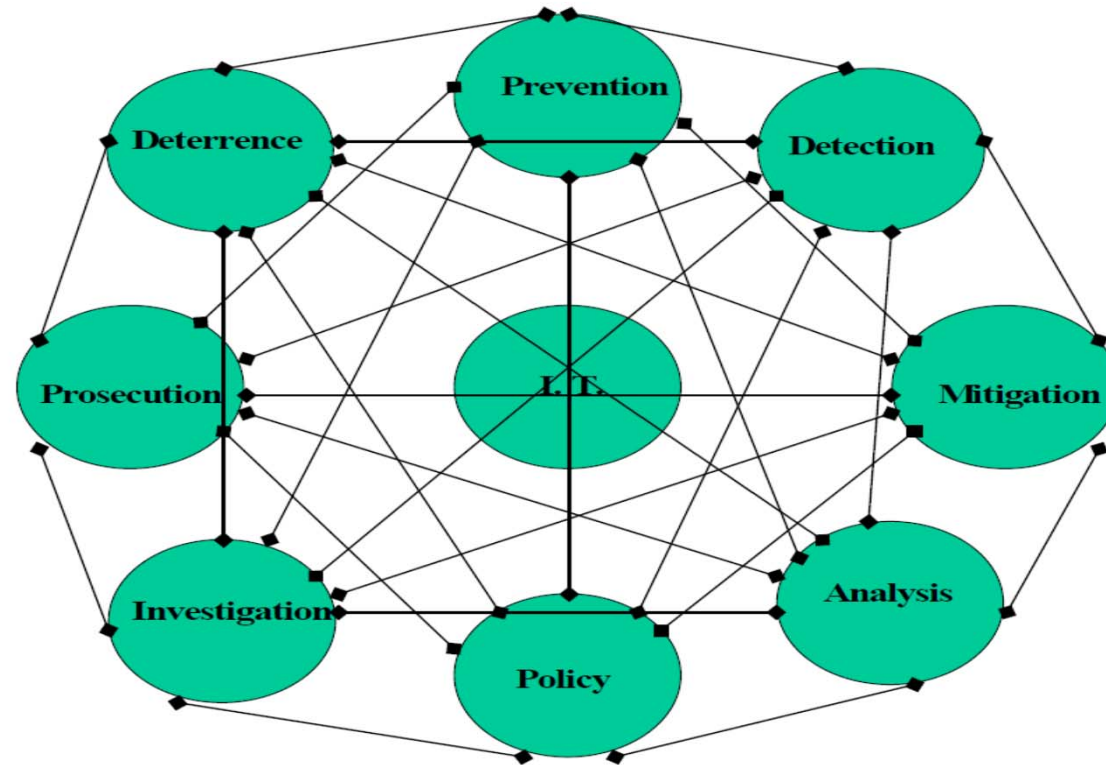 Prevention
Deterrence
Detection
I. T.
Prosecution
Mitigation
Investigation
Analysis
Policy